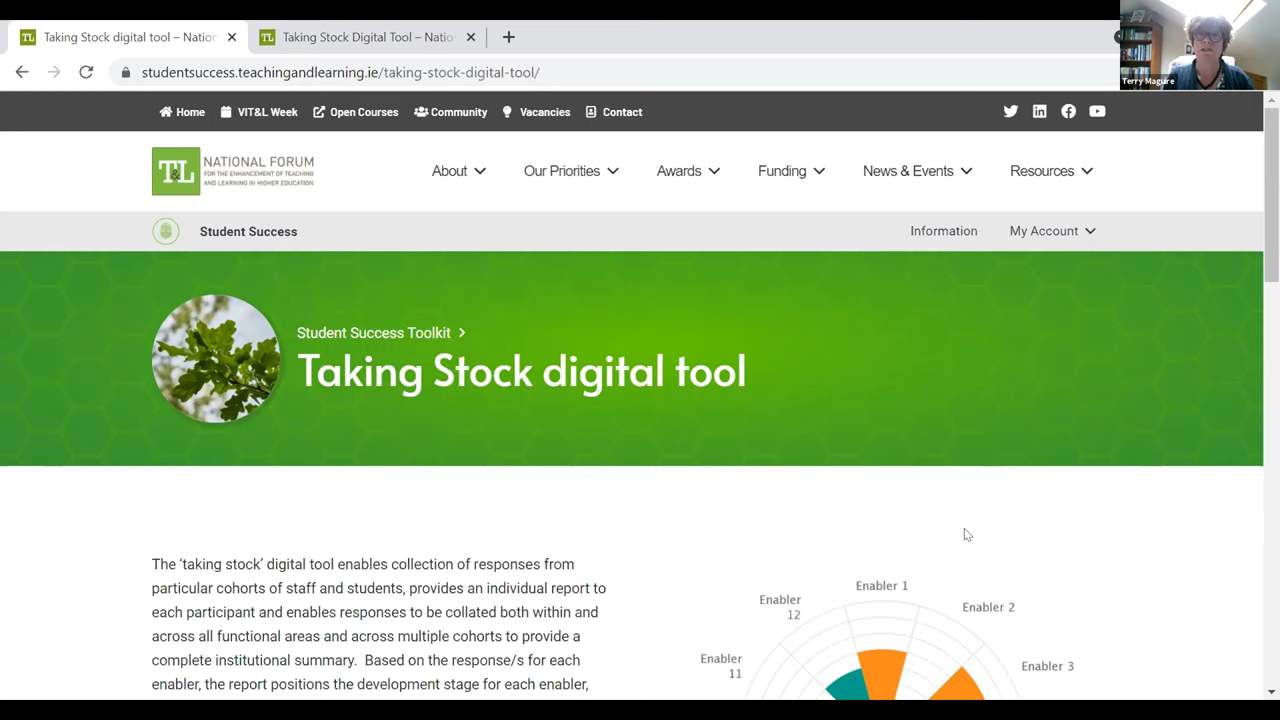 Taking Stock digital tool – Nation
Taking Stock Digital Tool – Natio
Terry Maguire
studentsuccess.teachingandlearning.ie/taking-stock-digital-tool/
Home VIT&L Week Open Courses Community Vacancies Contact
T&L
NATIONAL FORUM
FOR THE ENHANCEMENT OF TEACHING
AND LEARNING IN HIGHER EDUCATION
About Our Priorities Awards Funding News & Events Resources
Student Success Information My Account
Student Success Toolkit
Taking Stock digital tool
The ‘taking stock’ digital tool enables collection of responses from
particular cohorts of staff and students, provides an individual report to
each participant and enables responses to be collated both within and
across all functional areas and across multiple cohorts to provide a
complete institutional summary. Based on the response/s for each
enabler, the report positions the development stage for each enabler,
Enabler 1
Enabler 2
Enabler 3
Enabler
11
Enabler
12